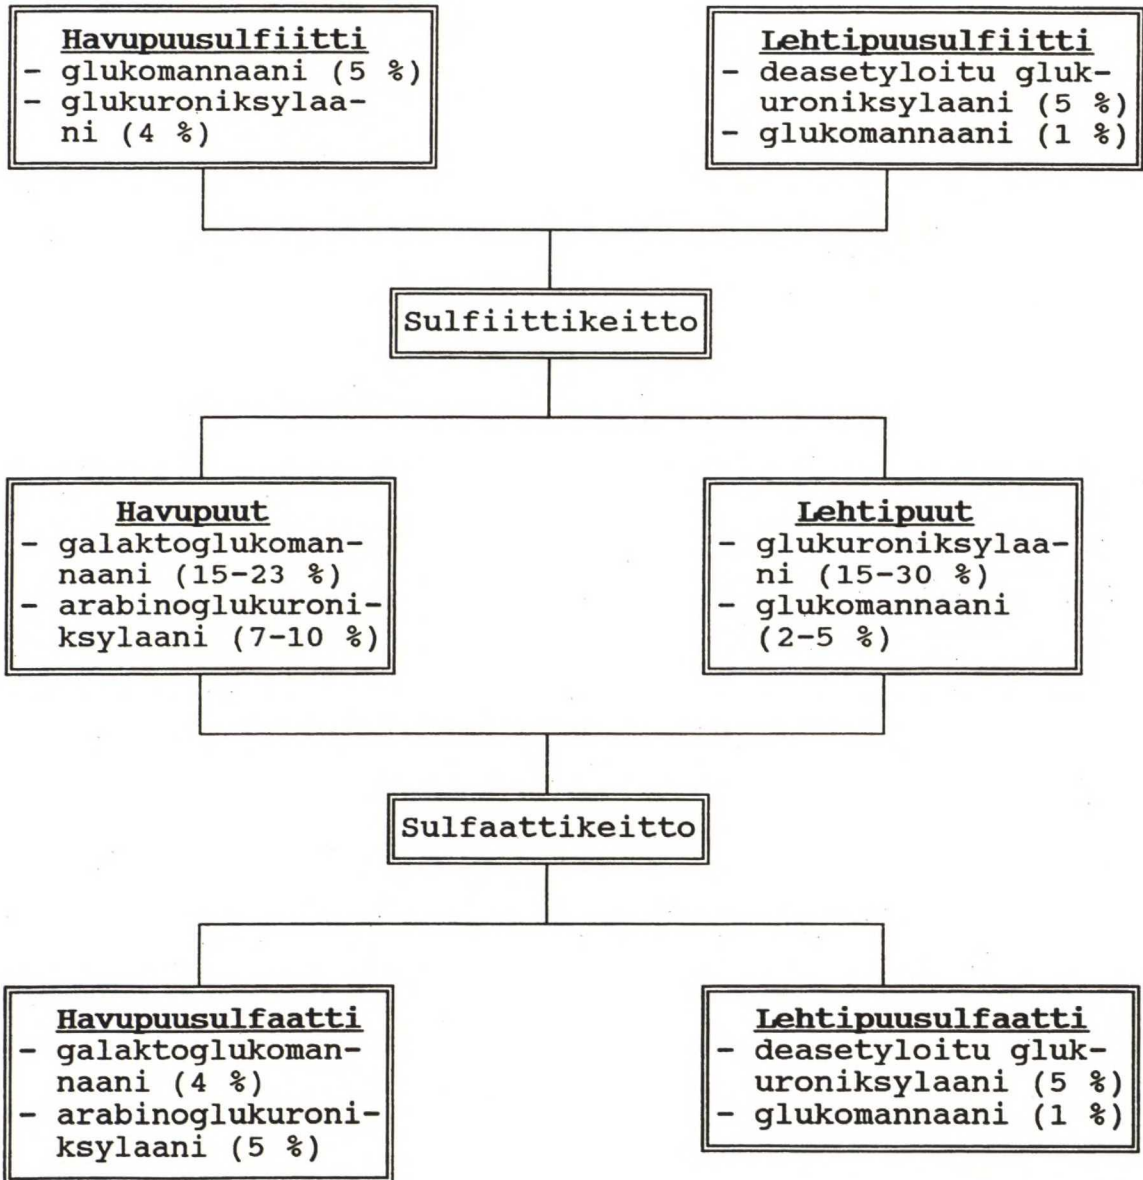 Havupuusulfiitti
- glukomannaani (5 %)
- glukuroniksylaa-
ni (4 %)
Lehtipuusulfiitti
- deasetyloitu gluk-
uroniksylaani (5 %)
- glukomannaani (1 %)
Sulfiittikeitto
Havupuut
- galaktoglukoman-
naani (15-23 %)
- arabinoglukuroni-
ksylaani (7-10 %)
Lehtipuut
- glukuroniksylaa-
ni (15-30 %)
- glukomannaani
(2-5 %)
Sulfaattikeitto
Havupuusulfaatti
- galaktoglukoman-
naani (4 %)
- arabinoglukuroni-
ksylaani (5 %)
Lehtipuusulfaatti
- deasetyloitu gluk-
uroniksylaani (5 %)
- glukomannaani (1 %)